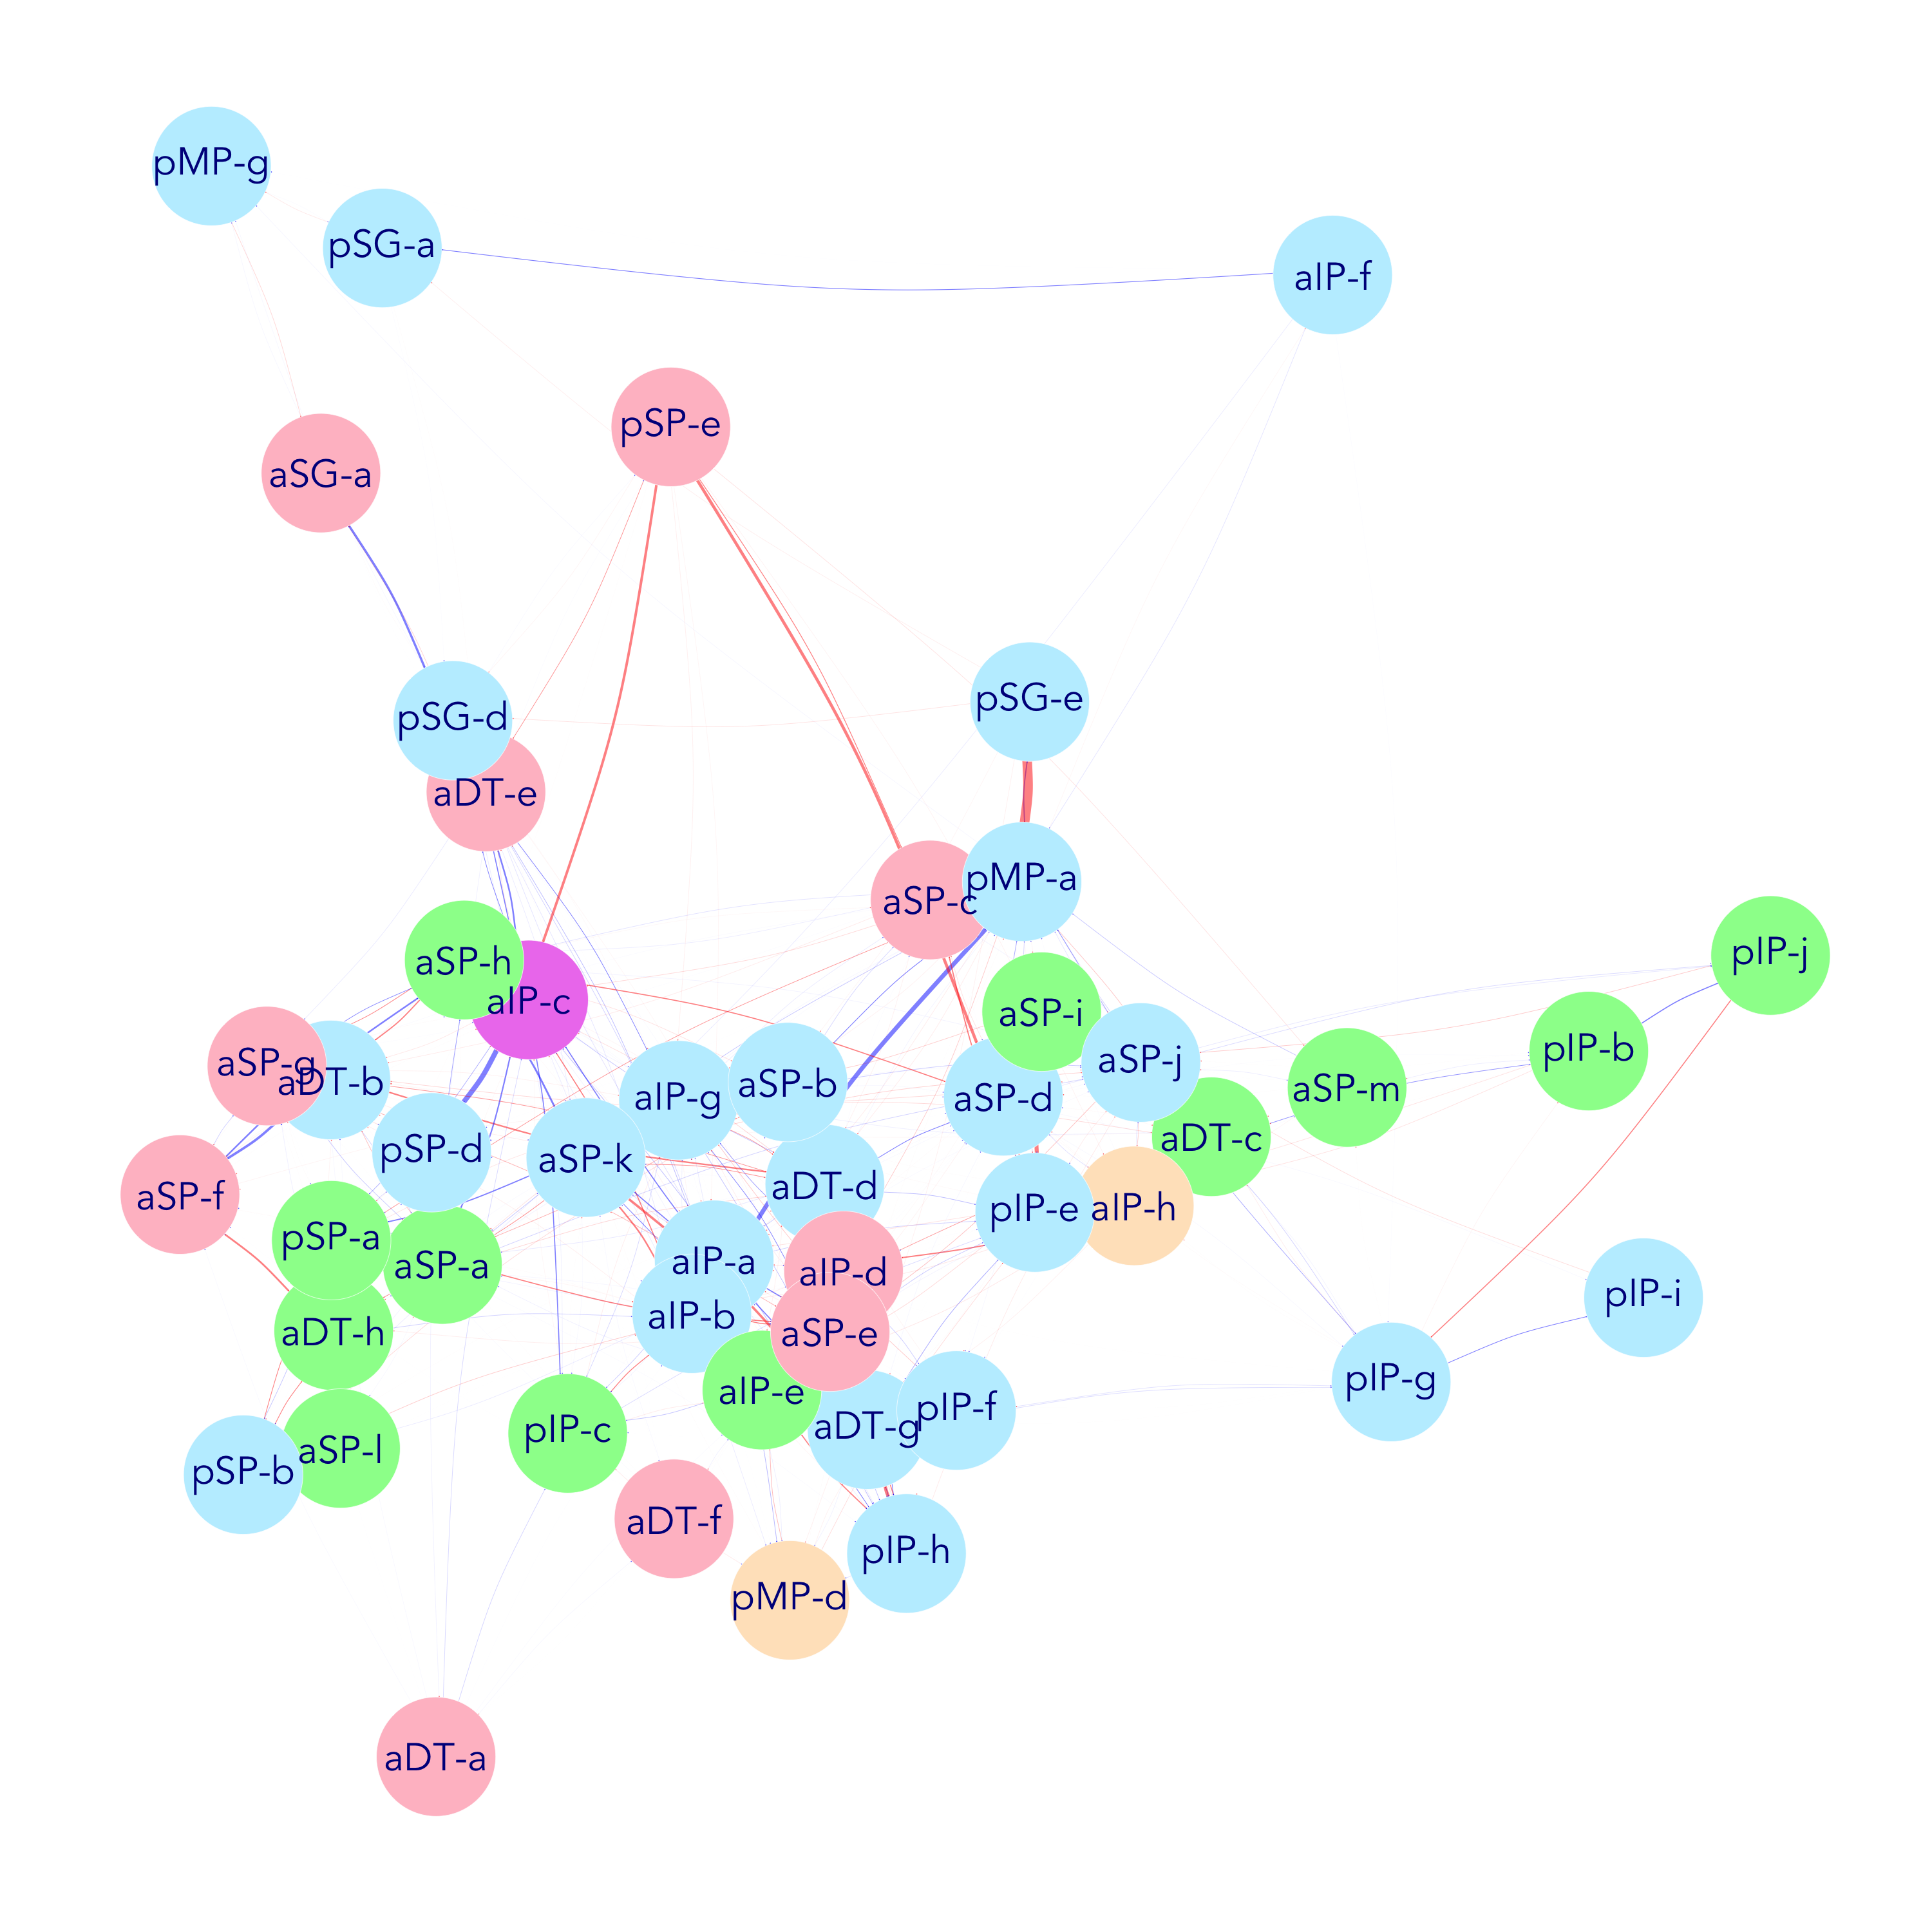 pMP-g
pSG-a
aIP-f
pSP-e
aSG-a
pSG-e
pSG-d
aDT-e
pMP-a
aSP-c
pIP-j
aSP-h
aIP-c
aSP-i
pIP-b
aSP-g
aDT-b
aSP-j
aSP-b
aIP-g
aSP-d
aSP-m
aDT-c
pSP-d
aSP-k
aDT-d
aSP-f
pIP-e
aIP-h
pSP-a
aSP-a
aIP-a
aIP-d
pIP-i
aIP-b
aDT-h
aSP-e
pIP-g
aIP-e
pIP-f
aDT-g
pIP-c
aSP-l
pSP-b
aDT-f
pIP-h
pMP-d
aDT-a